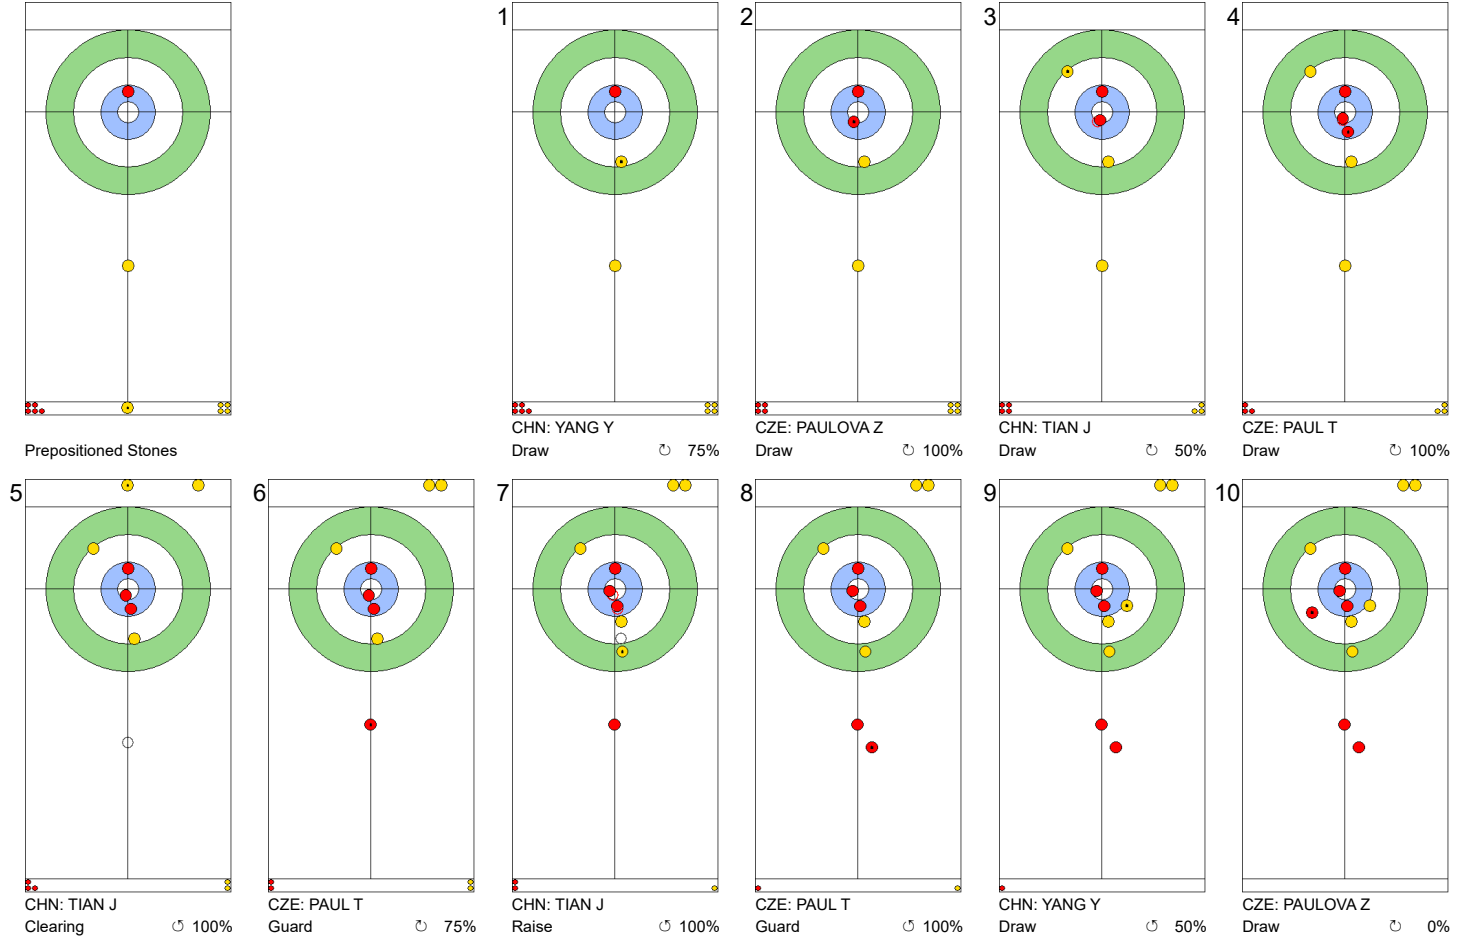 1
2
3
4
Prepositioned Stones
CHN: YANG Y
Draw ↻ 75%
CZE: PAULOVA Z
Draw ↻ 100%
CHN: TIAN J
Draw ↻ 50%
CZE: PAUL T
Draw ↻ 100%
5
6
7
8
9
10
CHN: TIAN J
Clearing ↺ 100%
CZE: PAUL T
Guard ↻ 75%
CHN: TIAN J
Raise ↺ 100%
CZE: PAUL T
Guard ↺ 100%
CHN: YANG Y
Draw ↺ 50%
CZE: PAULOVA Z
Draw ↻ 0%